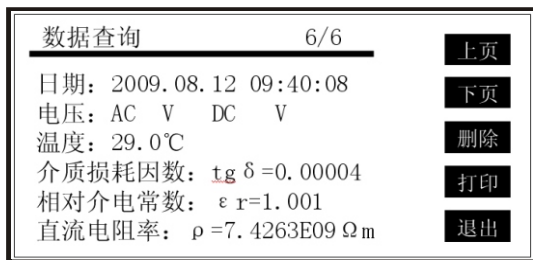 数据查询 6/6
日期：2009.08.12 09:40:08
电压：AC V DC V
温度：29.0℃
介质损耗因数：tgδ=0.00004
相对介电常数：εr=1.001
直流电阻率：ρ=7.4263E09Ωm
上页
下页
删除
打印
退出